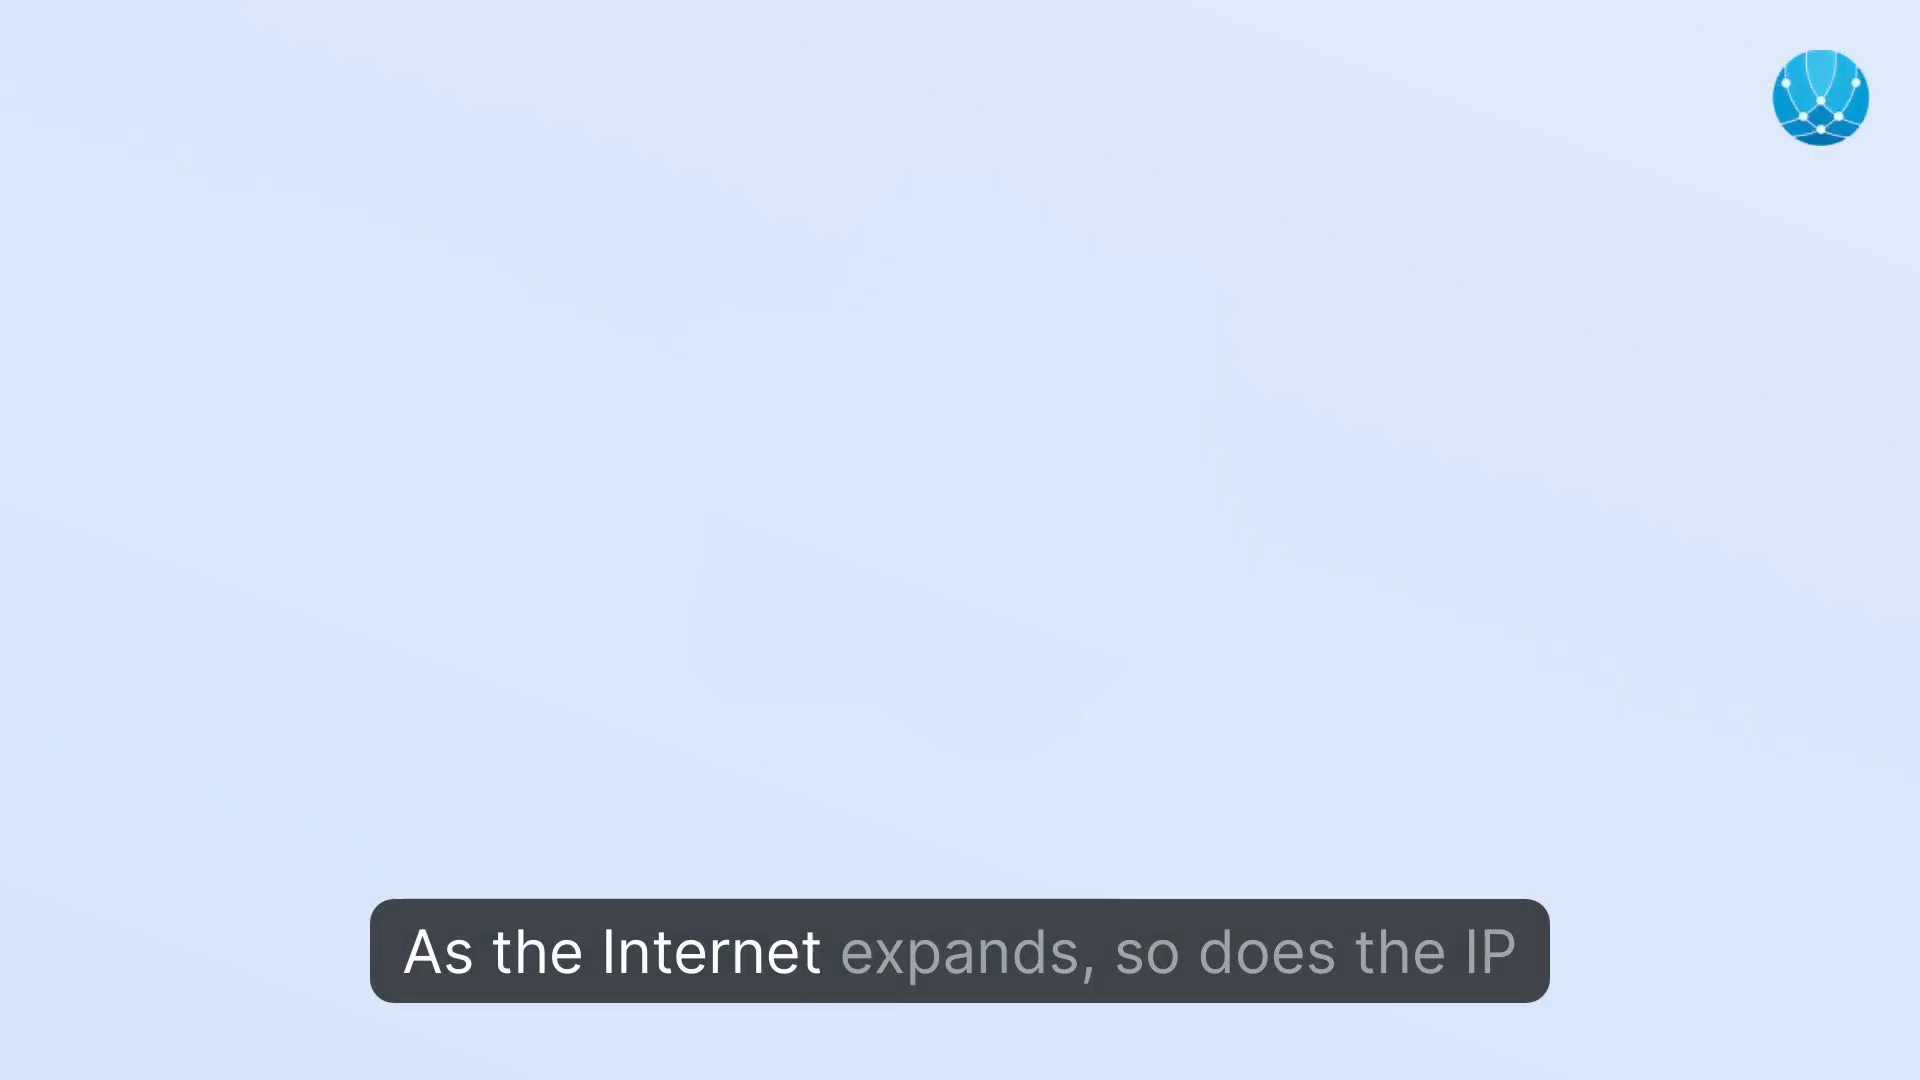 As the Internet expands, so does the IP